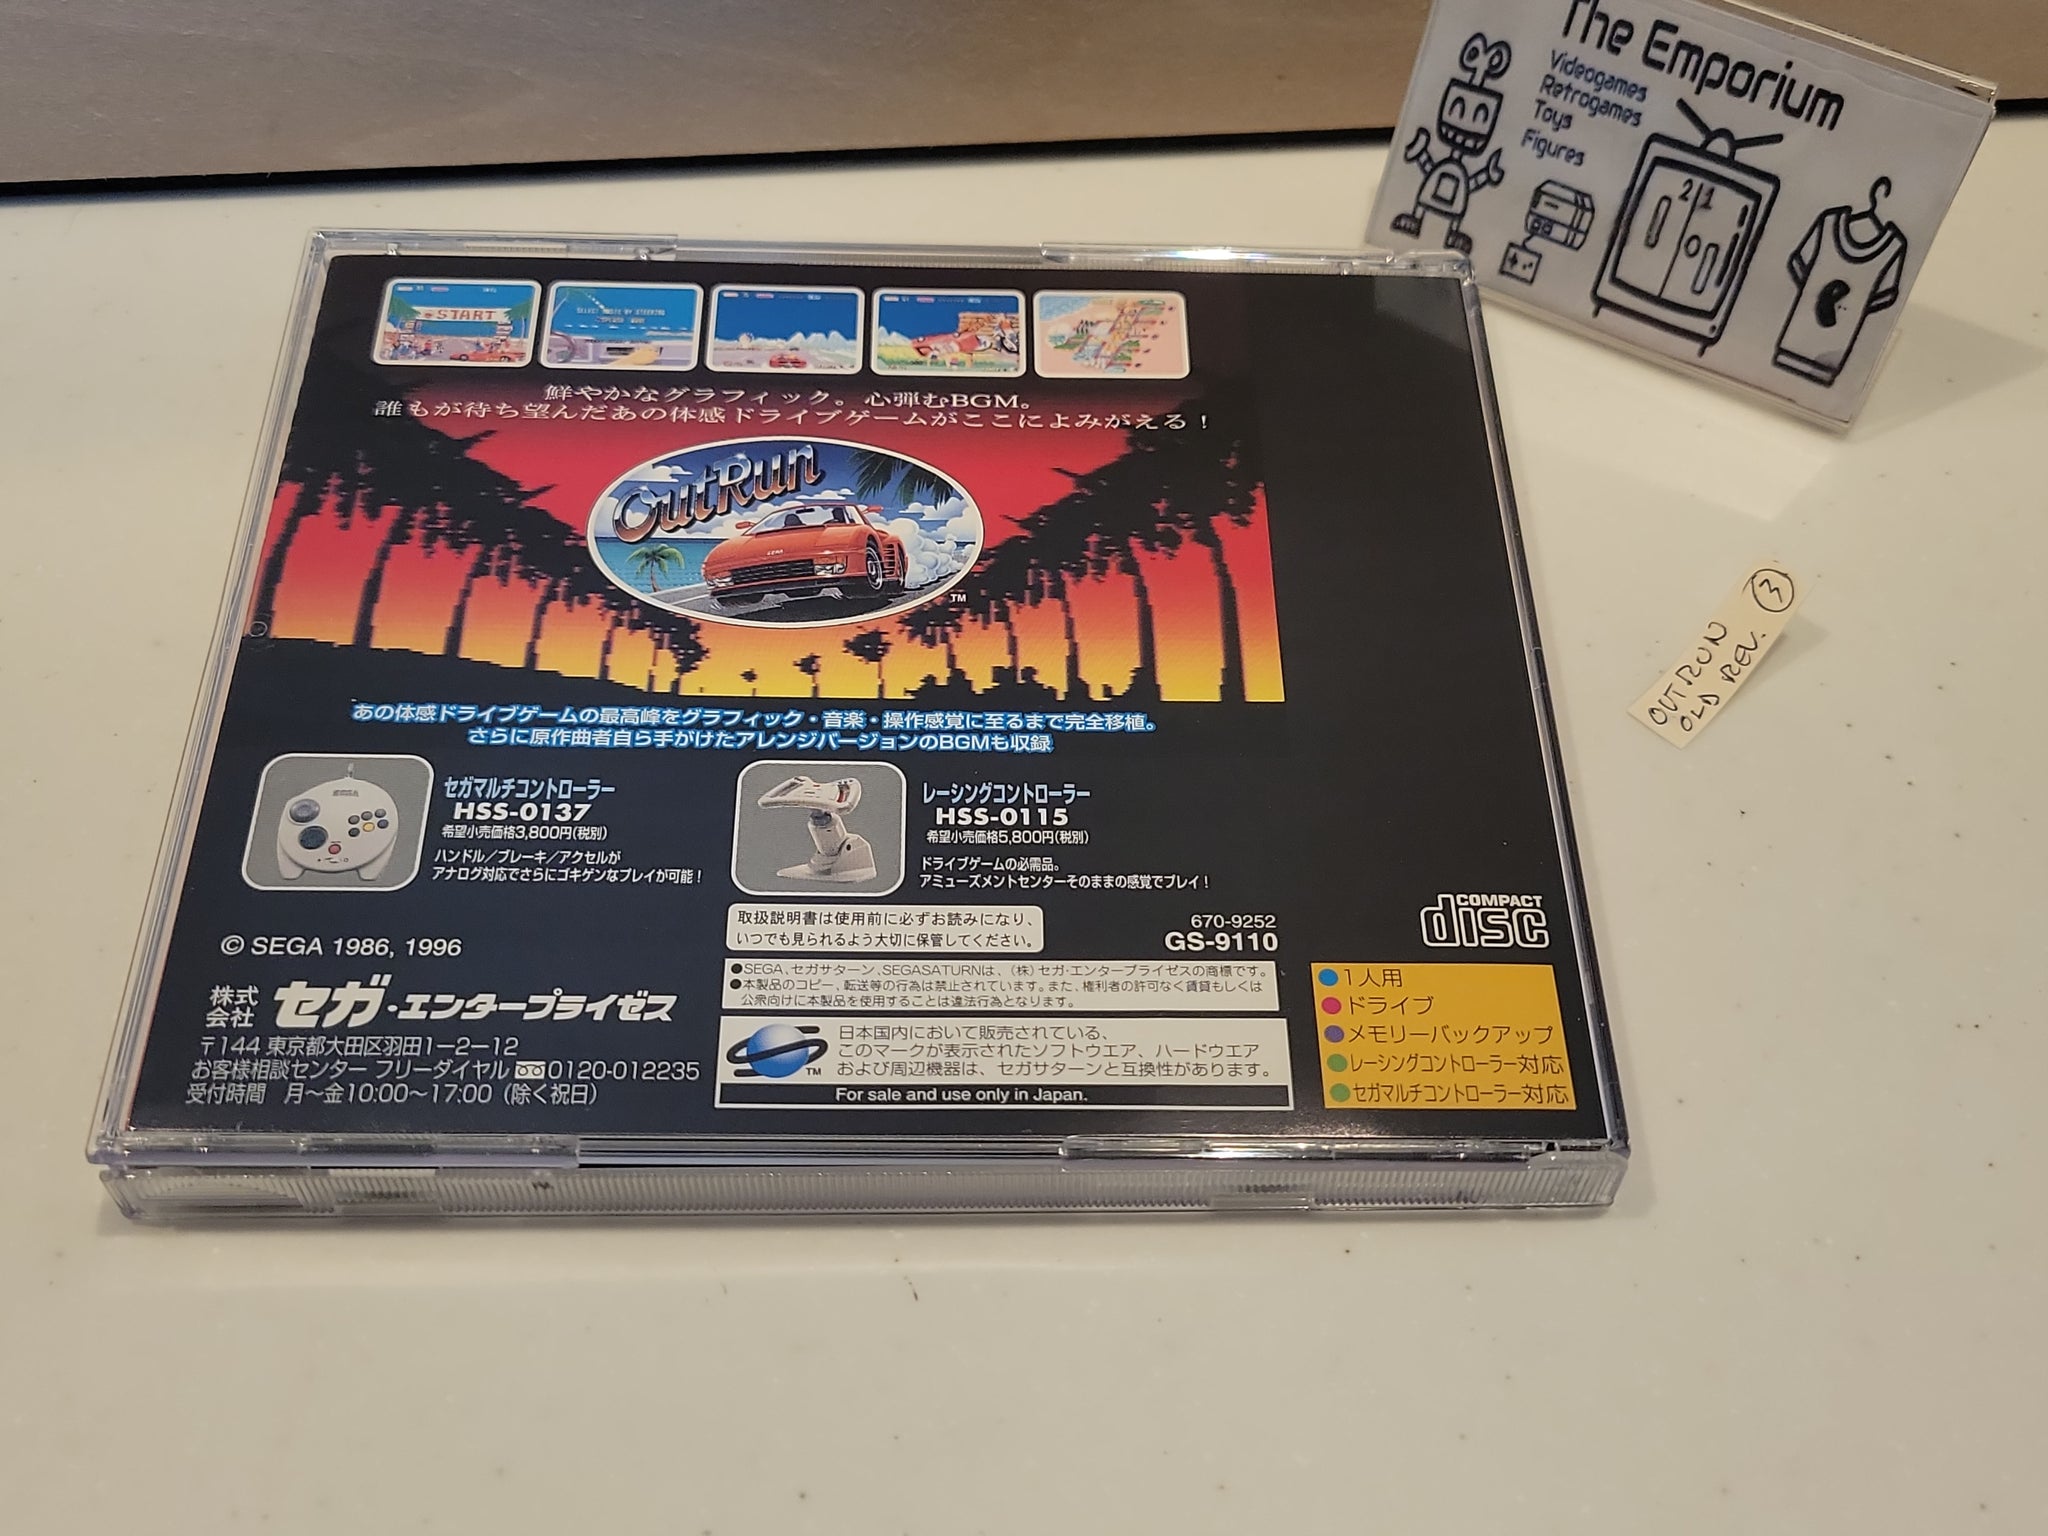 The Emporium
Videogames
Retrogames
Toys
Figures
21
START
鮮やかなグラフィック。心弾むBGM。
誰もが待ち望んだあの体感ドライブゲームがここによみがえる！
OutRun
TM
OUTRUN
OLD REV.
3
あの体感ドライブゲームの最高峰をグラフィック・音楽・操作感覚に至るまで完全移植。
さらに原作曲者自ら手がけたアレンジバージョンのBGMも収録
SEGA
セガマルチコントローラー
HSS-0137
希望小売価格3,800円(税別)
ハンドル／ブレーキ／アクセルが
アナログ対応でさらにゴキゲンなプレイが可能！
レーシングコントローラー
HSS-0115
希望小売価格5,800円(税別)
ドライブゲームの必需品。
アミューズメントセンターそのままの感覚でプレイ！
取扱説明書は使用前に必ずお読みになり、
いつでも見られるよう大切に保管してください。
670-9252
GS-9110
COMPACT
disc
© SEGA 1986, 1996
株式会社 セガ・エンタープライゼス
〒144 東京都大田区羽田1−2−12
お客様相談センター フリーダイヤル 0120-012235
受付時間　月〜金10:00〜17:00（除く祝日）
●SEGA、セガサターン、SEGASATURNは、（株）セガ・エンタープライゼスの商標です。
●本製品のコピー、転送等の行為は禁止されています。また、権利者の許可なく賃貸もしくは
公衆向けに本製品を使用することは違法行為となります。
日本国内において販売されている、
このマークが表示されたソフトウエア、ハードウエア
および周辺機器は、セガサターンと互換性があります。
TM
For sale and use only in Japan.
●1人用
●ドライブ
●メモリーバックアップ
●レーシングコントローラー対応
●セガマルチコントローラー対応